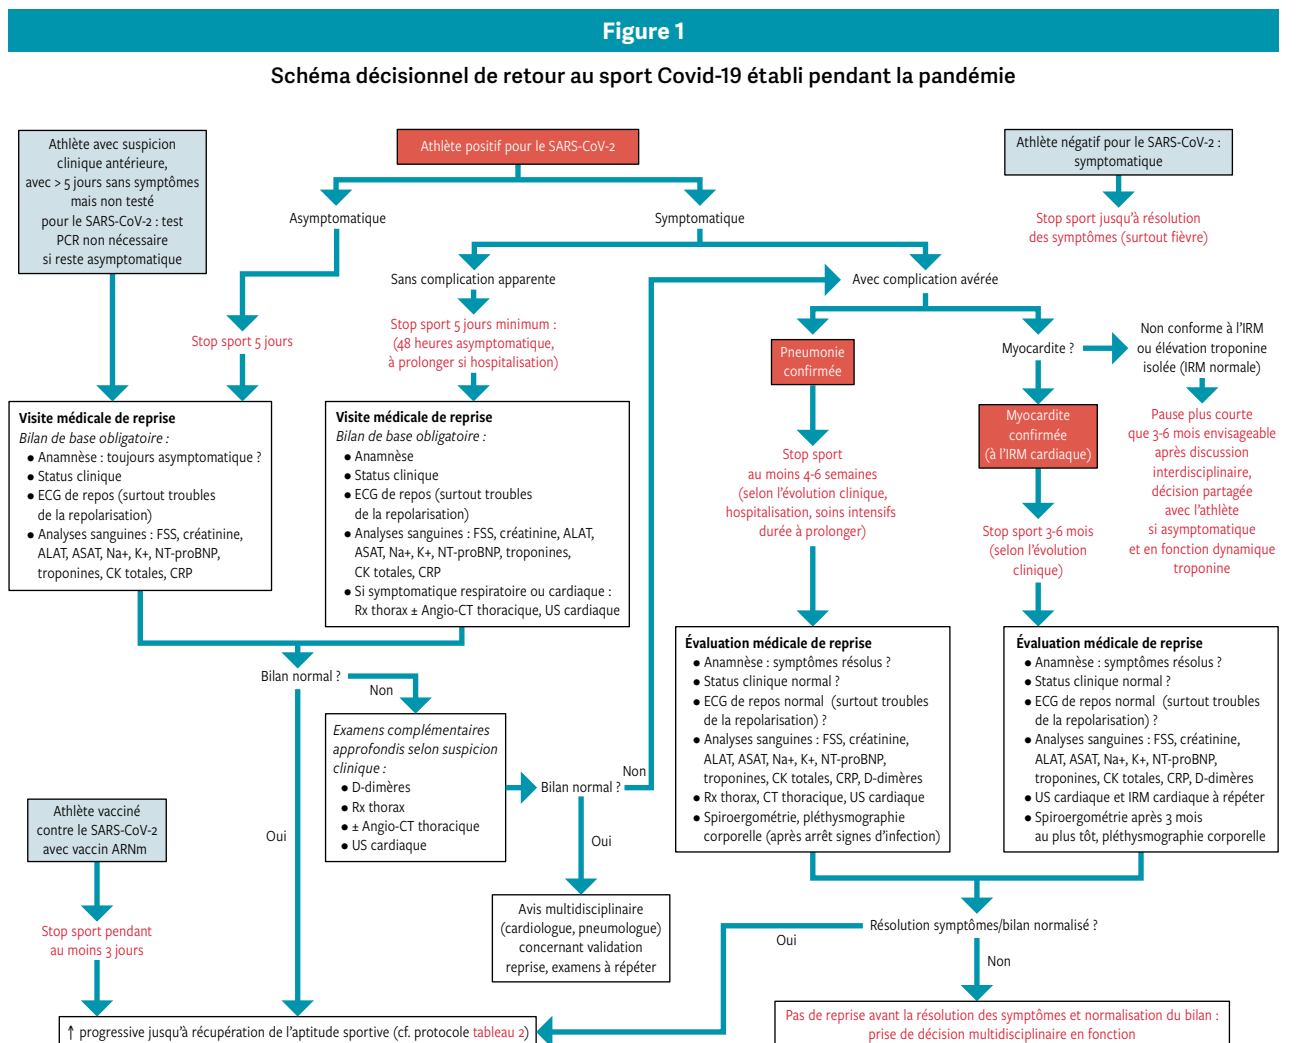 Figure 1
Schéma décisionnel de retour au sport Covid-19 établi pendant la pandémie
Athlète avec suspicion
clinique antérieure,
avec > 5 jours sans symptômes
mais non testé
pour le SARS-CoV-2 : test
PCR non nécessaire
si reste asymptomatique
Athlète positif pour le SARS-CoV-2
Athlète négatif pour le SARS-CoV-2 :
symptomatique
Asymptomatique
Symptomatique
Stop sport jusqu'à résolution
des symptômes (surtout fièvre)
Sans complication apparente
Avec complication avérée
Stop sport 5 jours
Stop sport 5 jours minimum :
(48 heures asymptomatique,
à prolonger si hospitalisation)
Pneumonie
confirmée
Myocardite ?
Non conforme à l'IRM
ou élévation troponine
isolée (IRM normale)
Myocardite
confirmée
(à l'IRM cardiaque)
Pause plus courte
que 3-6 mois envisageable
après discussion
interdisciplinaire,
décision partagée
avec l'athlète
si asymptomatique
et en fonction dynamique
troponine
Stop sport
au moins 4-6 semaines
(selon l'évolution clinique,
hospitalisation, soins intensifs
durée à prolonger)
Stop sport 3-6 mois
(selon l'évolution
clinique)
Visite médicale de reprise
Bilan de base obligatoire :
● Anamnèse : toujours asymptomatique ?
● Status clinique
● ECG de repos (surtout troubles
de la repolarisation)
● Analyses sanguines : FSS, créatinine,
ALAT, ASAT, Na+, K+, NT-proBNP,
troponines, CK totales, CRP
Visite médicale de reprise
Bilan de base obligatoire :
● Anamnèse
● Status clinique
● ECG de repos (surtout troubles
de la repolarisation)
● Analyses sanguines : FSS, créatinine, ALAT,
ASAT, Na+, K+, NT-proBNP, troponines,
CK totales, CRP
● Si symptomatique respiratoire ou cardiaque :
Rx thorax ± Angio-CT thoracique, US cardiaque
Évaluation médicale de reprise
● Anamnèse : symptômes résolus ?
● Status clinique normal ?
● ECG de repos normal (surtout troubles
de la repolarisation) ?
● Analyses sanguines : FSS, créatinine,
ALAT, ASAT, Na+, K+, NT-proBNP,
troponines, CK totales, CRP, D-dimères
● Rx thorax, CT thoracique, US cardiaque
● Spiroergométrie, pléthysmographie
corporelle (après arrêt signes d'infection)
Évaluation médicale de reprise
● Anamnèse : symptômes résolus ?
● Status clinique normal ?
● ECG de repos normal (surtout troubles
de la repolarisation) ?
● Analyses sanguines : FSS, créatinine,
ALAT, ASAT, Na+, K+, NT-proBNP,
troponines, CK totales, CRP, D-dimères
● US cardiaque et IRM cardiaque à répéter
● Spiroergométrie après 3 mois
au plus tôt, pléthysmographie corporelle
Bilan normal ?
Non
Examens complémentaires
approfondis selon suspicion
clinique :
● D-dimères
● Rx thorax
● ± Angio-CT thoracique
● US cardiaque
Bilan normal ?
Non
Oui
Oui
Athlète vacciné
contre le SARS-CoV-2
avec vaccin ARNm
Stop sport pendant
au moins 3 jours
Avis multidisciplinaire
(cardiologue, pneumologue)
concernant validation
reprise, examens à répéter
Résolution symptômes/bilan normalisé ?
Oui
Non
↑ progressive jusqu'à récupération de l'aptitude sportive (cf. protocole tableau 2)
Pas de reprise avant la résolution des symptômes et normalisation du bilan :
prise de décision multidisciplinaire en fonction